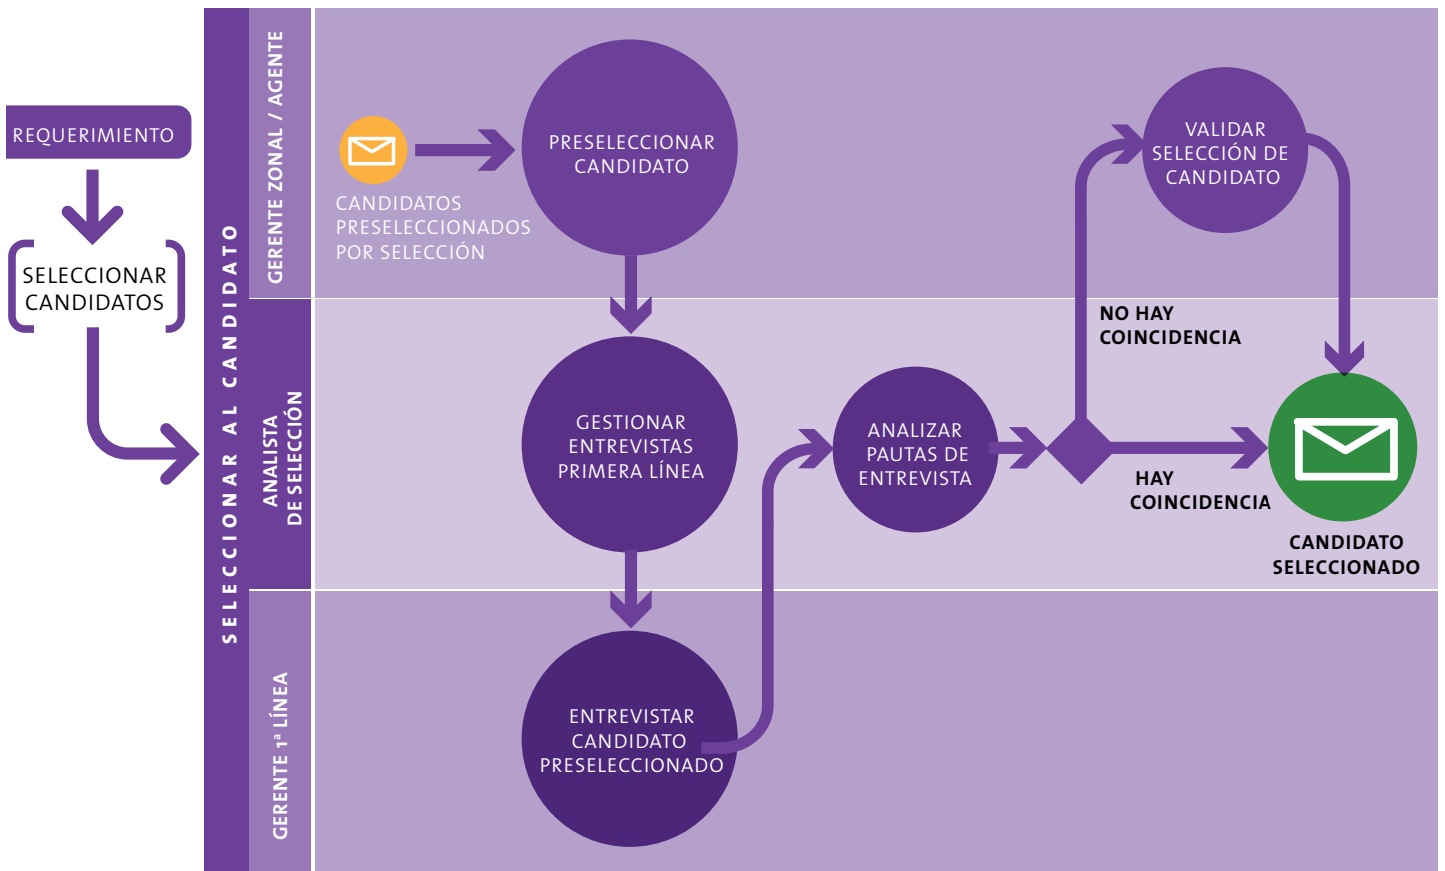 REQUERIMIENTO
SELECCIONAR
CANDIDATOS
SELECCIONAR AL CANDIDATO
GERENTE ZONAL / AGENTE
CANDIDATOS
PRESELECCIONADOS
POR SELECCIÓN
PRESELECCIONAR
CANDIDATO
VALIDAR
SELECCIÓN DE
CANDIDATO
ANALISTA
DE SELECCIÓN
GESTIONAR
ENTREVISTAS
PRIMERA LÍNEA
ANALIZAR
PAUTAS DE
ENTREVISTA
NO HAY
COINCIDENCIA
HAY
COINCIDENCIA
CANDIDATO
SELECCIONADO
GERENTE 1ª LÍNEA
ENTREVISTAR
CANDIDATO
PRESELECCIONADO